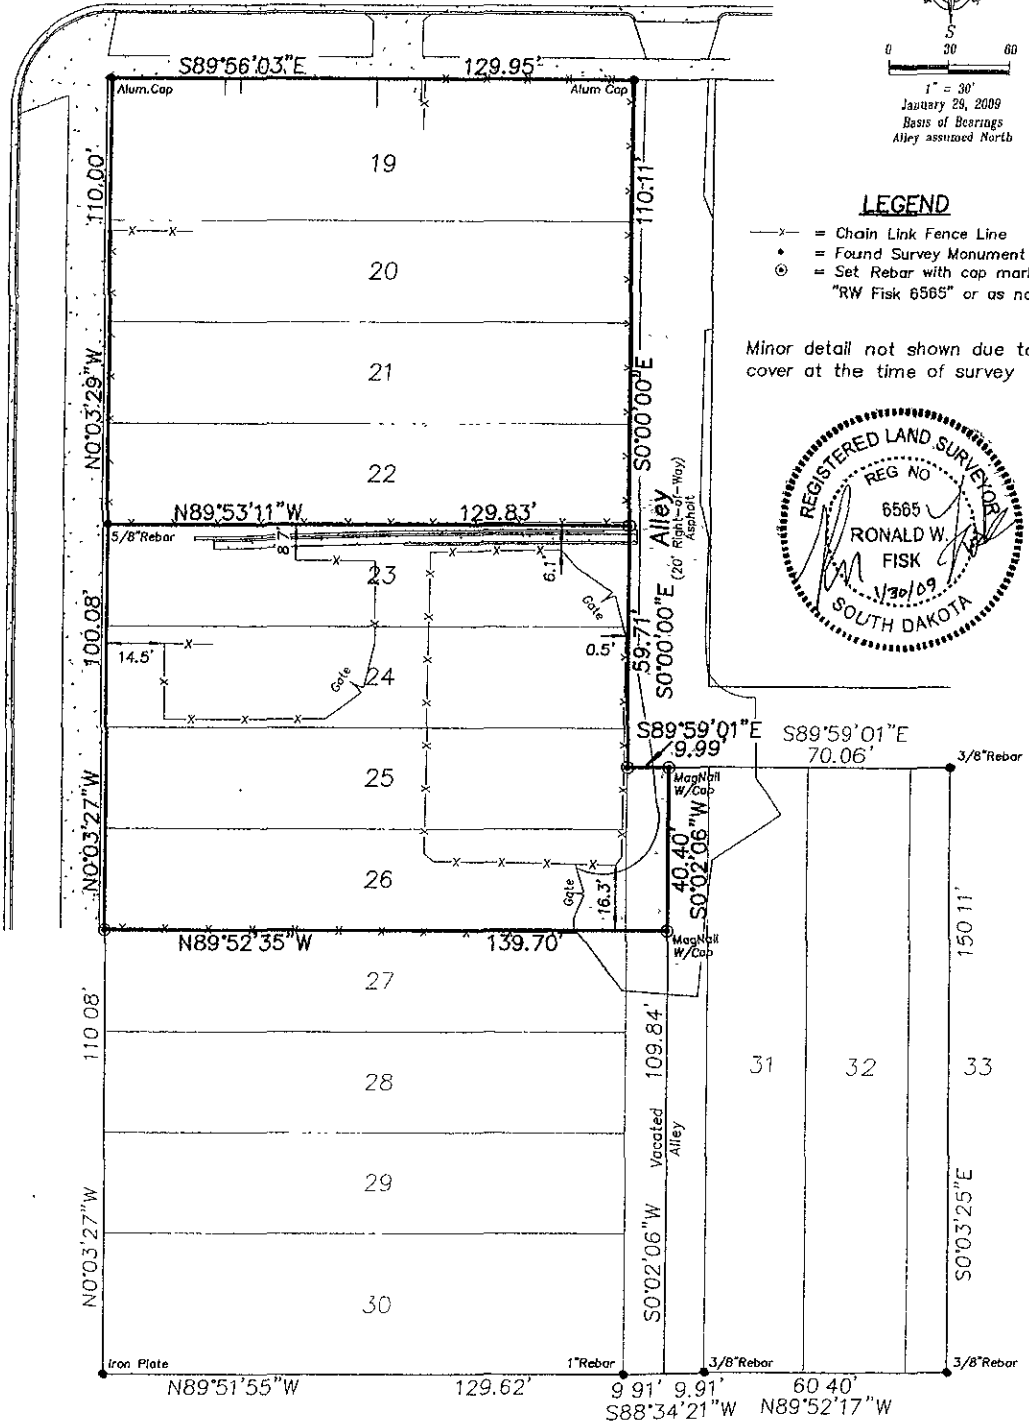 S
0 30 60
1" = 30'
January 29, 2009
Basis of Bearings
Alley assumed North
S89°56'03"E 129.95'
Alum.Cap
Alum Cap
19
110.00'
110.11'
LEGEND
—x— = Chain Link Fence Line
= Found Survey Monument
= Set Rebar with cap
"RW Fisk 6565" or as
20
Minor detail not shown due
cover at the time of survey
21
N0°03'29"W
S0°00'00"E
22
REGISTERED LAND SURVEYOR
REG NO
6565
RONALD W.
FISK
1/30/09
SOUTH DAKOTA
N89°53'11"W 129.83'
Alley
(20' Right-of-Way)
Asphalt
5/8"Rebar
8.7'
23
6.1'
Gate
100.08'
14.5'
0.5'
59.71'
S0°00'00"E
24
Gate
S89°59'01"E
9.99'
S89°59'01"E
70.06'
3/8"Rebar
25
MagNail
W/Cap
N0°03'27"W
40.40'
S0°02'06"W
26
Gate
16.3'
150 11'
N89°52'35"W 139.70'
MagNail
W/Cap
27
110 08'
109.84'
28
31
32
33
Vacated
Alley
29
N0°03'27"W
S0°02'06"W
S0°03'25"E
30
Iron Plate
1"Rebar
3/8"Rebar
3/8"Rebar
N89°51'55"W 129.62'
9 91' 9.91'
S88°34'21"W
60 40'
N89°52'17"W